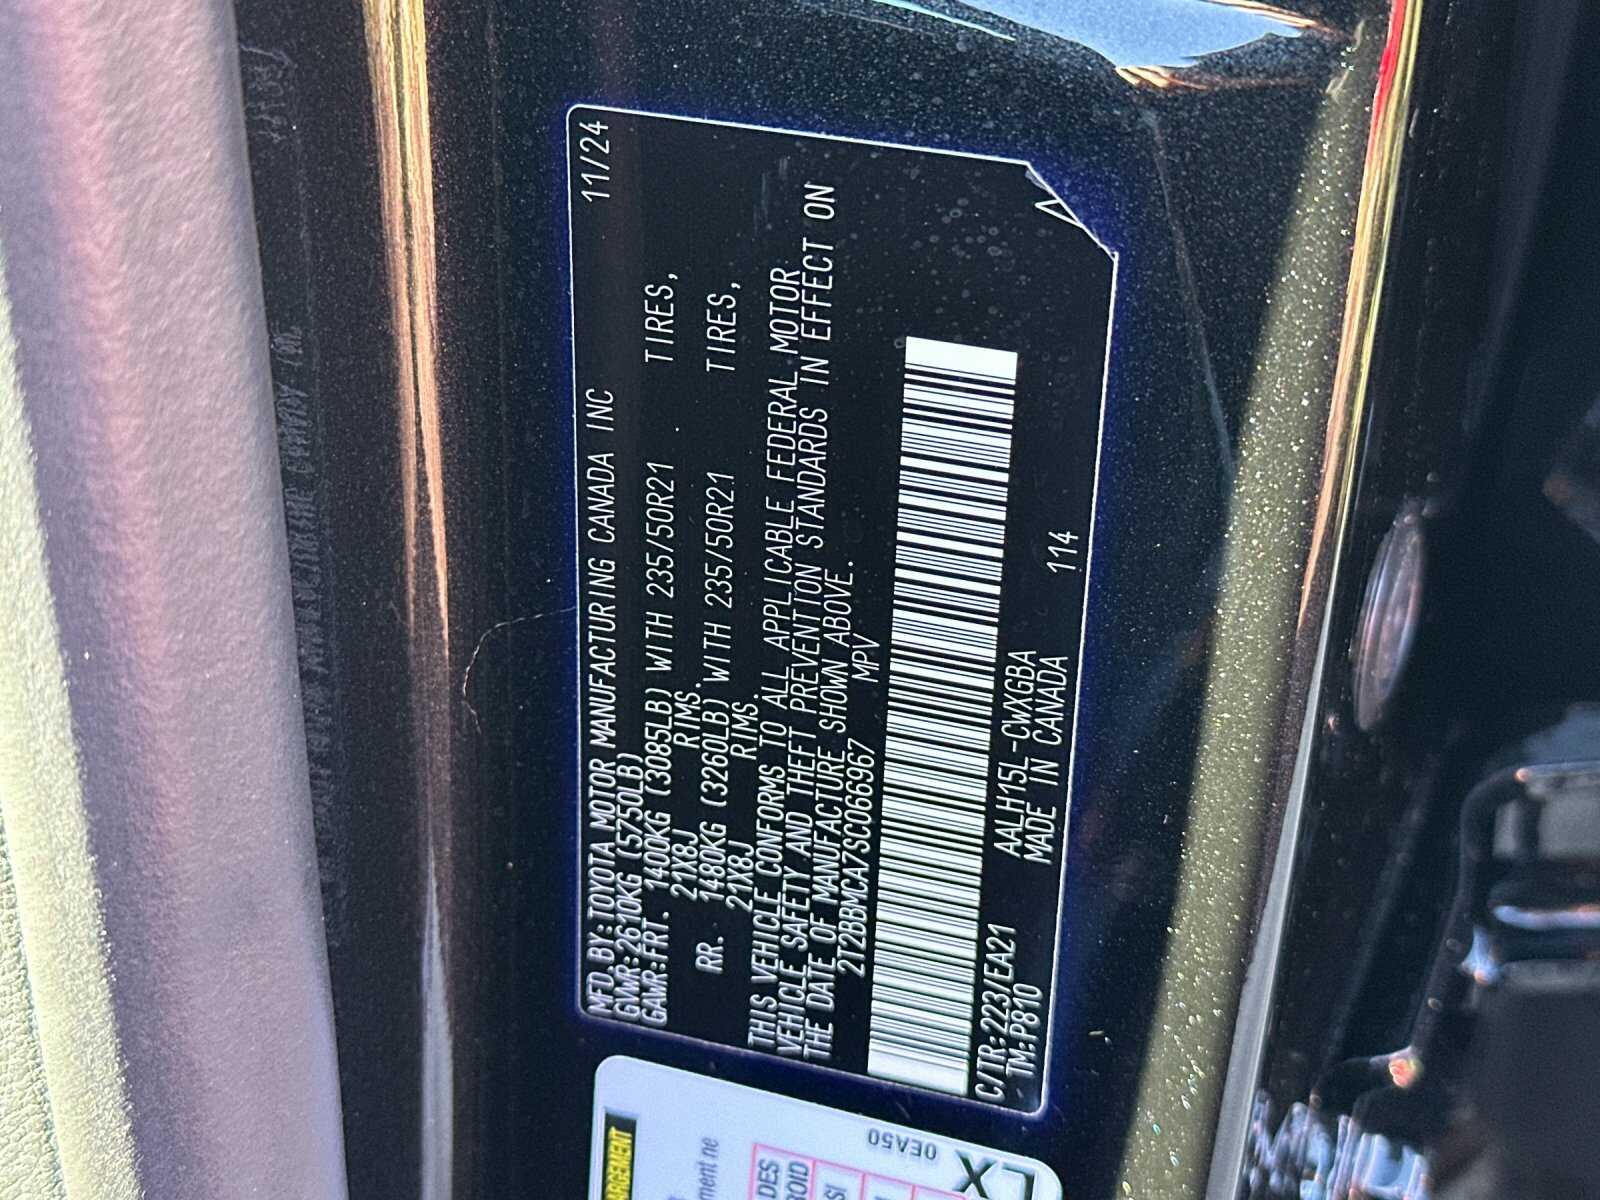 MFD.BY:TOYOTA MOTOR MANUFACTURING CANADA INC 11/24
GVWR:2610KG (5750LB)
GAWR:FRT. 1400KG (3085LB) WITH 235/50R21 TIRES,
21X8J RIMS.
RR. 1480KG (3260LB) WITH 235/50R21 TIRES,
21X8J RIMS.
THIS VEHICLE CONFORMS TO ALL APPLICABLE FEDERAL MOTOR
VEHICLE SAFETY AND THEFT PREVENTION STANDARDS IN EFFECT ON
THE DATE OF MANUFACTURE SHOWN ABOVE.
2T2BBMCA7SC066967 MPV
C/TR:223/EA21 AALH15L-CWXGBA 114
TM:P810 MADE IN CANADA
0EA50